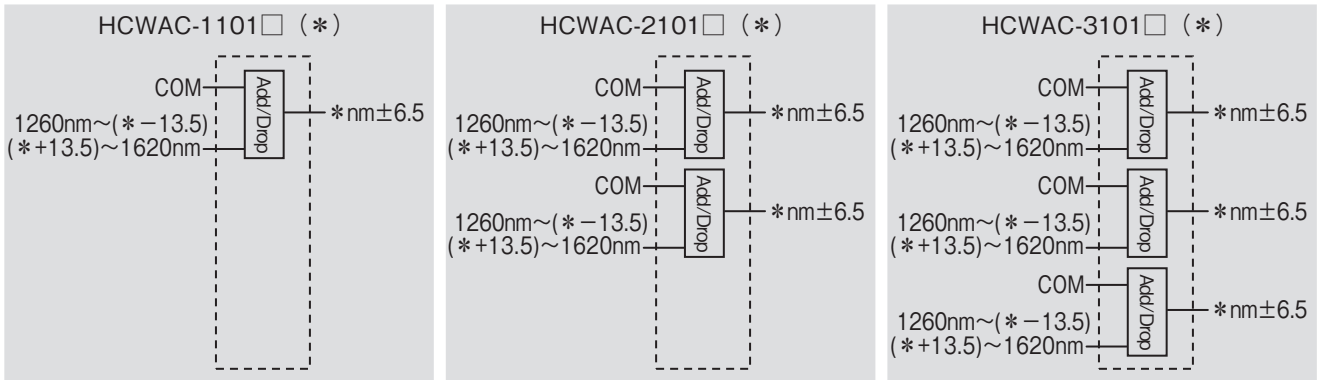 HCWAC-1101□（＊）
COM
Add/Drop
＊nm±6.5
1260nm～(＊－13.5)
(＊+13.5)～1620nm
HCWAC-2101□（＊）
COM
Add/Drop
＊nm±6.5
1260nm～(＊－13.5)
(＊+13.5)～1620nm
COM
Add/Drop
＊nm±6.5
1260nm～(＊－13.5)
(＊+13.5)～1620nm
HCWAC-3101□（＊）
COM
Add/Drop
＊nm±6.5
1260nm～(＊－13.5)
(＊+13.5)～1620nm
COM
Add/Drop
＊nm±6.5
1260nm～(＊－13.5)
(＊+13.5)～1620nm
COM
Add/Drop
＊nm±6.5
1260nm～(＊－13.5)
(＊+13.5)～1620nm